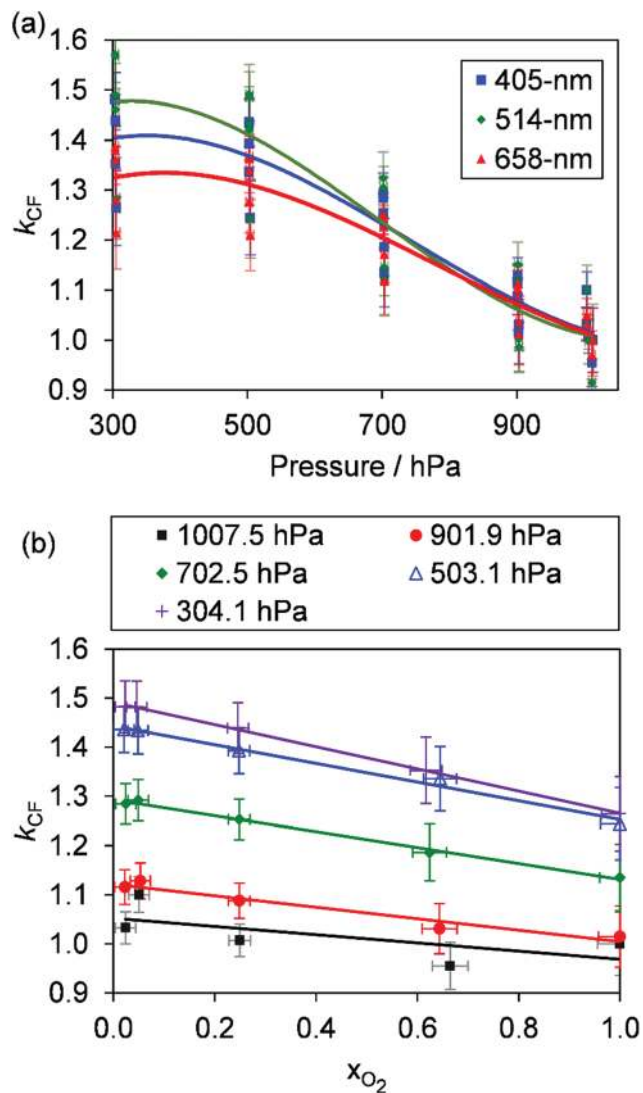 (a)
1.6
1.5
1.4
1.3
1.2
1.1
1.0
0.9
k_CF
405-nm
514-nm
658-nm
300 500 700 900
Pressure / hPa
(b)
1007.5 hPa 901.9 hPa
702.5 hPa 503.1 hPa
304.1 hPa
1.6
1.5
1.4
1.3
1.2
1.1
1.0
0.9
k_CF
0.0 0.2 0.4 0.6 0.8 1.0
x_O₂